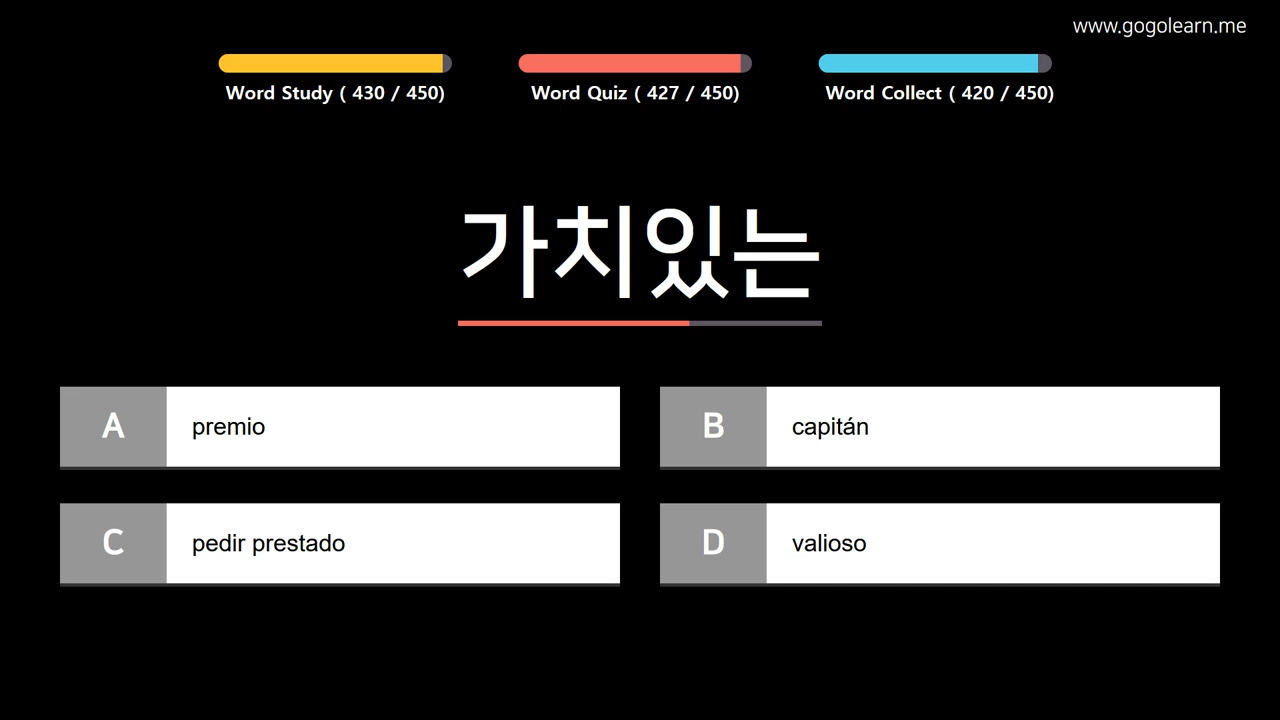 www.gogolearn.me
Word Study ( 430 / 450)
Word Quiz ( 427 / 450)
Word Collect ( 420 / 450)
가치있는
A premio
B capitán
C pedir prestado
D valioso